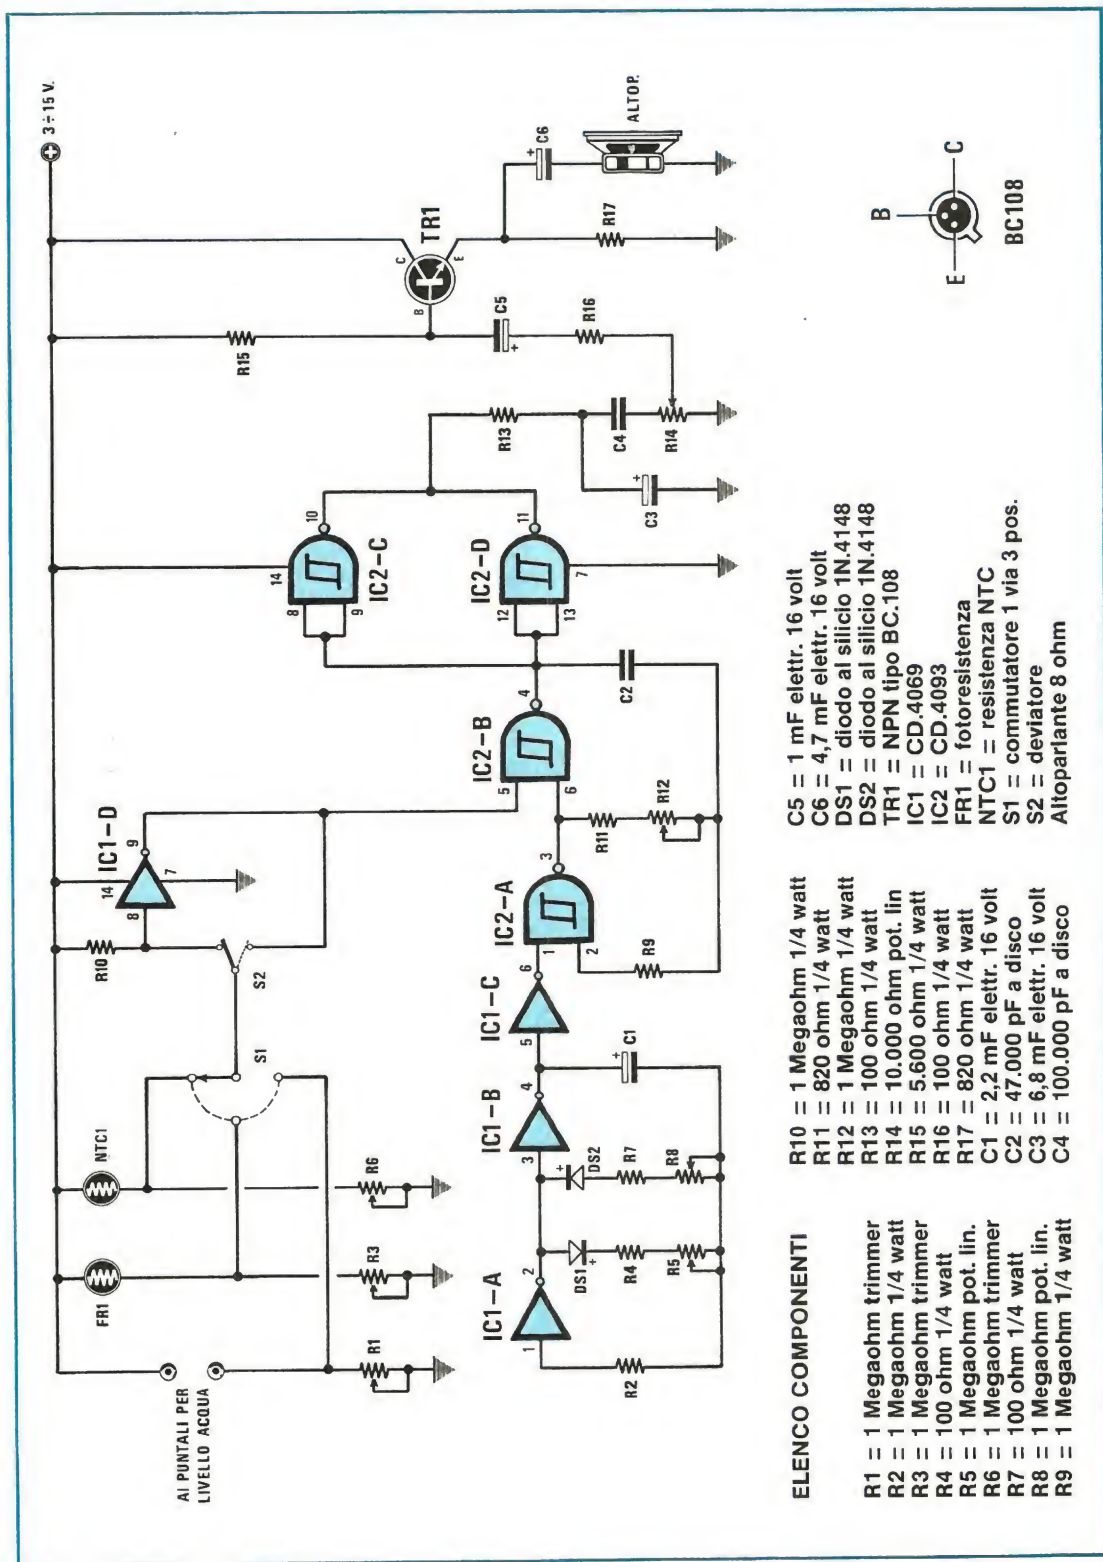 3÷15 V.
AI PUNTALI PER
LIVELLO ACQUA
FR1
NTC1
R1
R3
R6
S1
S2
R10
8
14
7
9
IC1-D
R15
B
C
E
TR1
C5
+
R16
R17
C6
+
ALTOP.
5
6
4
IC2-B
8
9
14
10
IC2-C
12
13
11
7
IC2-D
R13
C4
R14
C3
+
C2
IC1-A
1
2
R2
DS1
+
R4
R5
DS2
+
R7
R8
3
4
IC1-B
C1
+
5
6
IC1-C
1
2
3
IC2-A
R9
R11
R12
B
E
C
BC108
ELENCO COMPONENTI
R1 = 1 Megaohm trimmer
R2 = 1 Megaohm 1/4 watt
R3 = 1 Megaohm trimmer
R4 = 100 ohm 1/4 watt
R5 = 1 Megaohm pot. lin.
R6 = 1 Megaohm trimmer
R7 = 100 ohm 1/4 watt
R8 = 1 Megaohm pot. lin.
R9 = 1 Megaohm 1/4 watt
R10 = 1 Megaohm 1/4 watt
R11 = 820 ohm 1/4 watt
R12 = 1 Megaohm 1/4 watt
R13 = 100 ohm 1/4 watt
R14 = 10.000 ohm pot. lin
R15 = 5.600 ohm 1/4 watt
R16 = 100 ohm 1/4 watt
R17 = 820 ohm 1/4 watt
C1 = 2,2 mF elettr. 16 volt
C2 = 47.000 pF a disco
C3 = 6,8 mF elettr. 16 volt
C4 = 100.000 pF a disco
C5 = 1 mF elettr. 16 volt
C6 = 4,7 mF elettr. 16 volt
DS1 = diodo al silicio 1N.4148
DS2 = diodo al silicio 1N.4148
TR1 = NPN tipo BC.108
IC1 = CD.4069
IC2 = CD.4093
FR1 = fotoresistenza
NTC1 = resistenza NTC
S1 = commutatore 1 via 3 pos.
S2 = deviatore
Altoparlante 8 ohm